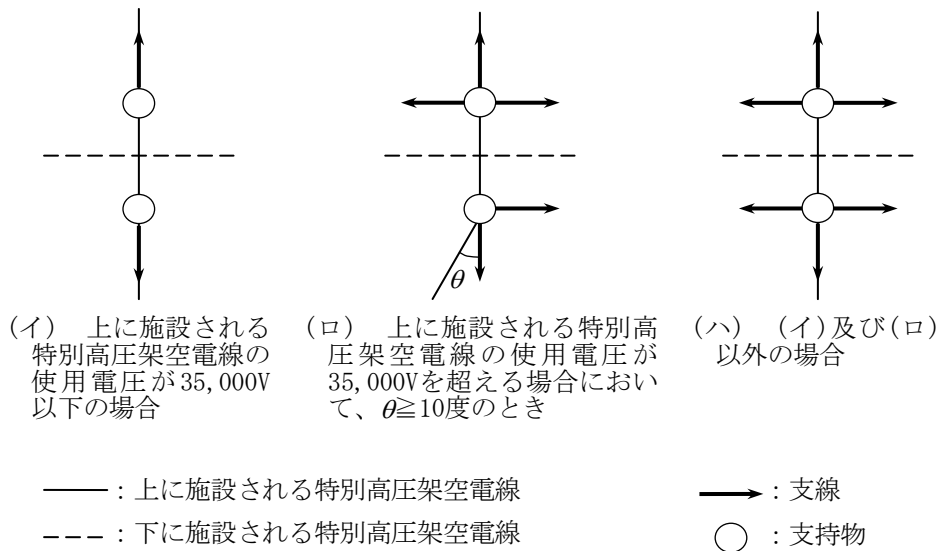 θ
(イ) 上に施設される
特別高圧架空電線の
使用電圧が35,000V
以下の場合
(ロ) 上に施設される特別高
圧架空電線の使用電圧が
35,000Vを超える場合におい
て、θ≧10度のとき
(ハ) (イ)及び(ロ)
以外の場合
:上に施設される特別高圧架空電線
:支線
:下に施設される特別高圧架空電線
:支持物